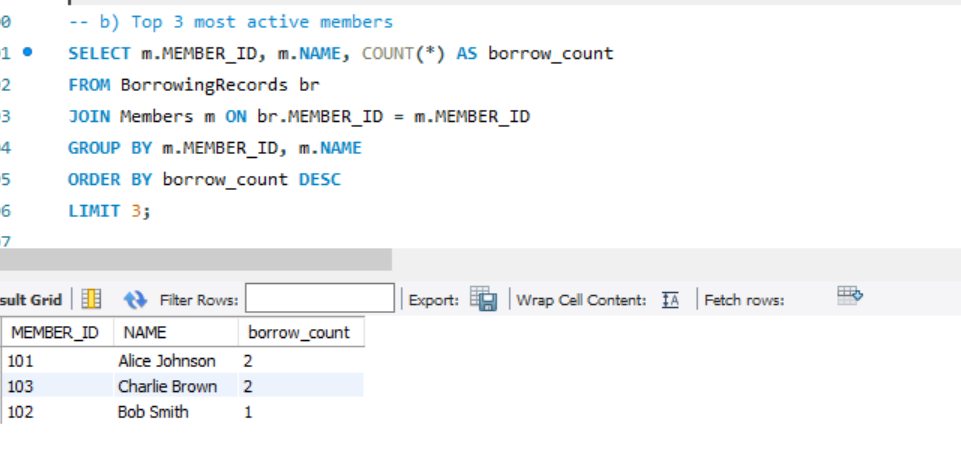 0 -- b) Top 3 most active members
1 SELECT m.MEMBER_ID, m.NAME, COUNT(*) AS borrow_count
2 FROM BorrowingRecords br
3 JOIN Members m ON br.MEMBER_ID = m.MEMBER_ID
4 GROUP BY m.MEMBER_ID, m.NAME
5 ORDER BY borrow_count DESC
6 LIMIT 3;
7
sult Grid Filter Rows: Export: Wrap Cell Content: IA Fetch rows:
MEMBER_ID NAME borrow_count
101 Alice Johnson 2
103 Charlie Brown 2
102 Bob Smith 1